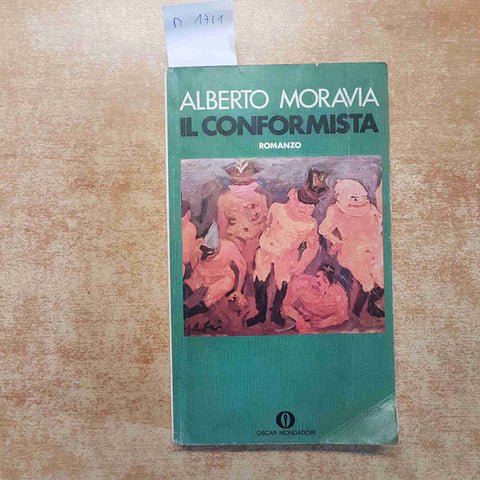 n 1721
ALBERTO MORAVIA
IL CONFORMISTA
ROMANZO
OSCAR MONDADORI